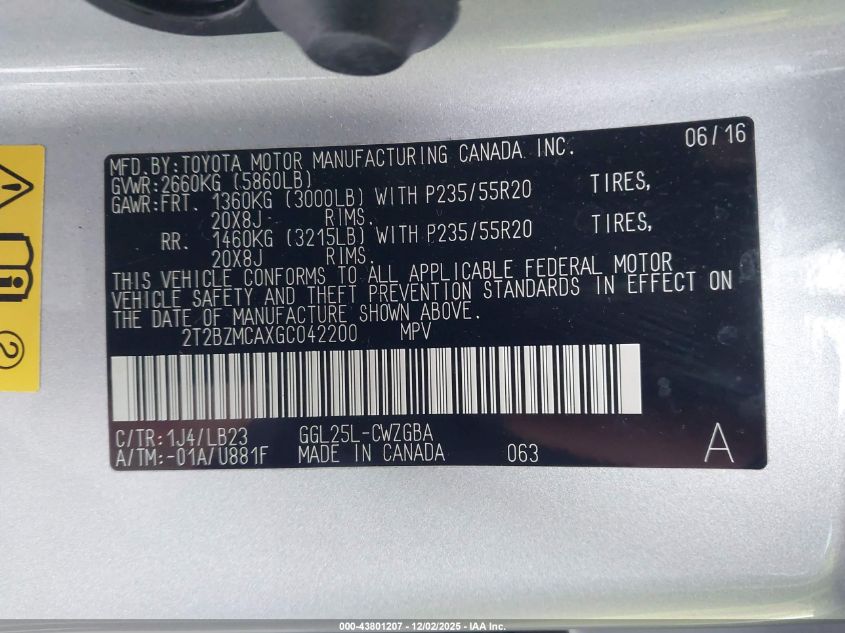 MFD.BY:TOYOTA MOTOR MANUFACTURING CANADA INC. 06/16
GVWR:2660KG (5860LB)
GAWR:FRT. 1360KG (3000LB) WITH P235/55R20 TIRES,
20X8J RIMS.
RR. 1460KG (3215LB) WITH P235/55R20 TIRES,
20X8J RIMS.
THIS VEHICLE CONFORMS TO ALL APPLICABLE FEDERAL MOTOR
VEHICLE SAFETY AND THEFT PREVENTION STANDARDS IN EFFECT ON
THE DATE OF MANUFACTURE SHOWN ABOVE.
2T2BZMCAXGC042200 MPV
C/TR:1J4/LB23 GGL25L-CWZGBA
A/TM:-01A/U881F MADE IN CANADA 063 A
2
000-43801207 - 12/02/2025 - IAA Inc.